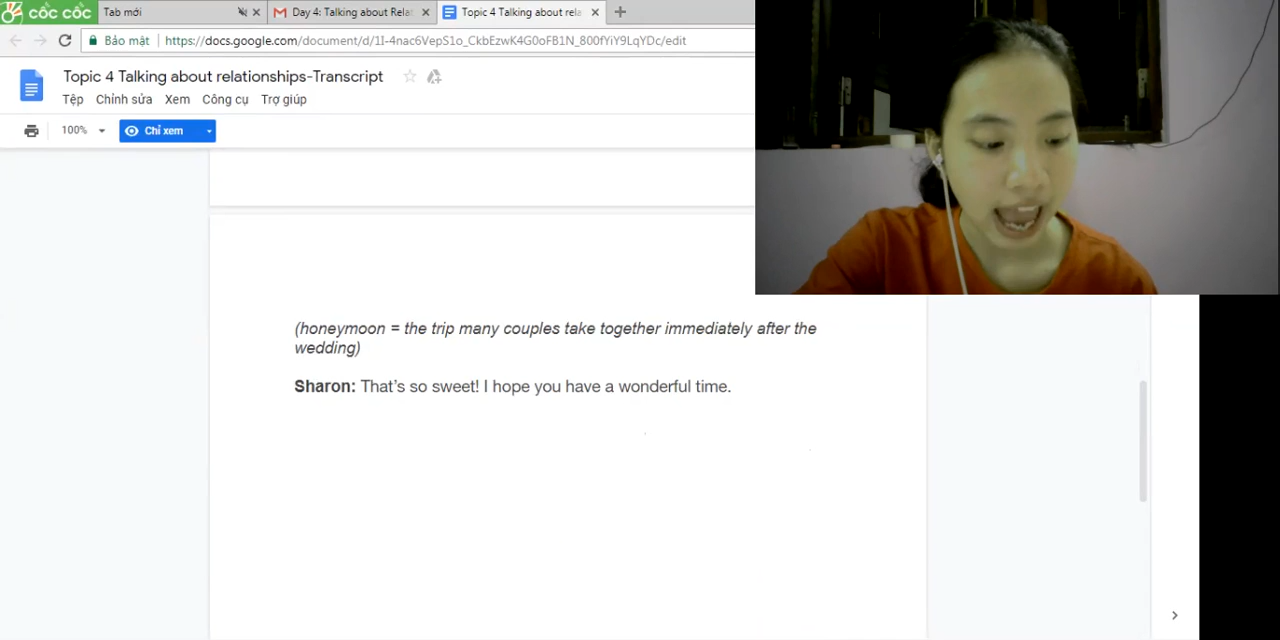 cốc cốc
Tab mới
Day 4: Talking about Relat
Topic 4 Talking about rela
Bảo mật
https://docs.google.com/document/d/1I-4nac6VepS1o_CkbEzwK4G0oFB1N_800fYiY9LqYDc/edit
Topic 4 Talking about relationships-Transcript
Tệp Chỉnh sửa Xem Công cụ Trợ giúp
100% Chỉ xem
(honeymoon = the trip many couples take together immediately after the
wedding)
Sharon: That's so sweet! I hope you have a wonderful time.